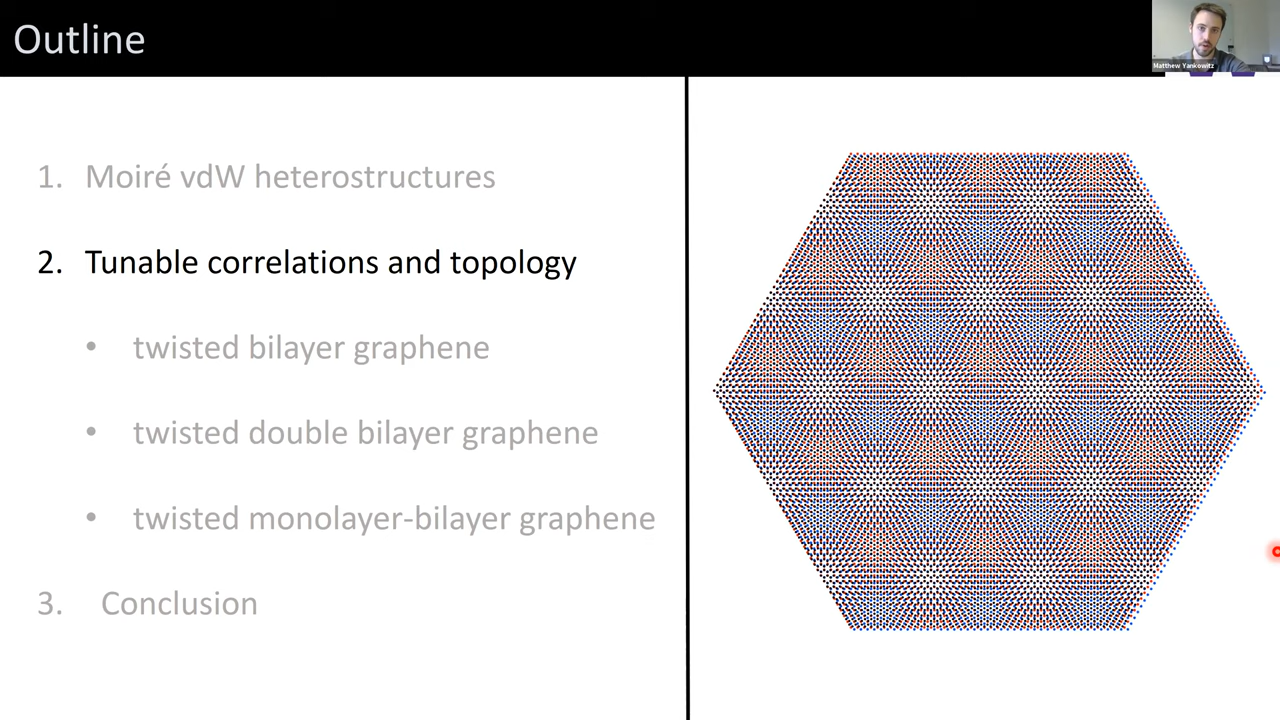 Outline
Matthew Yankowitz
1. Moiré vdW heterostructures
2. Tunable correlations and topology
• twisted bilayer graphene
• twisted double bilayer graphene
• twisted monolayer-bilayer graphene
3. Conclusion